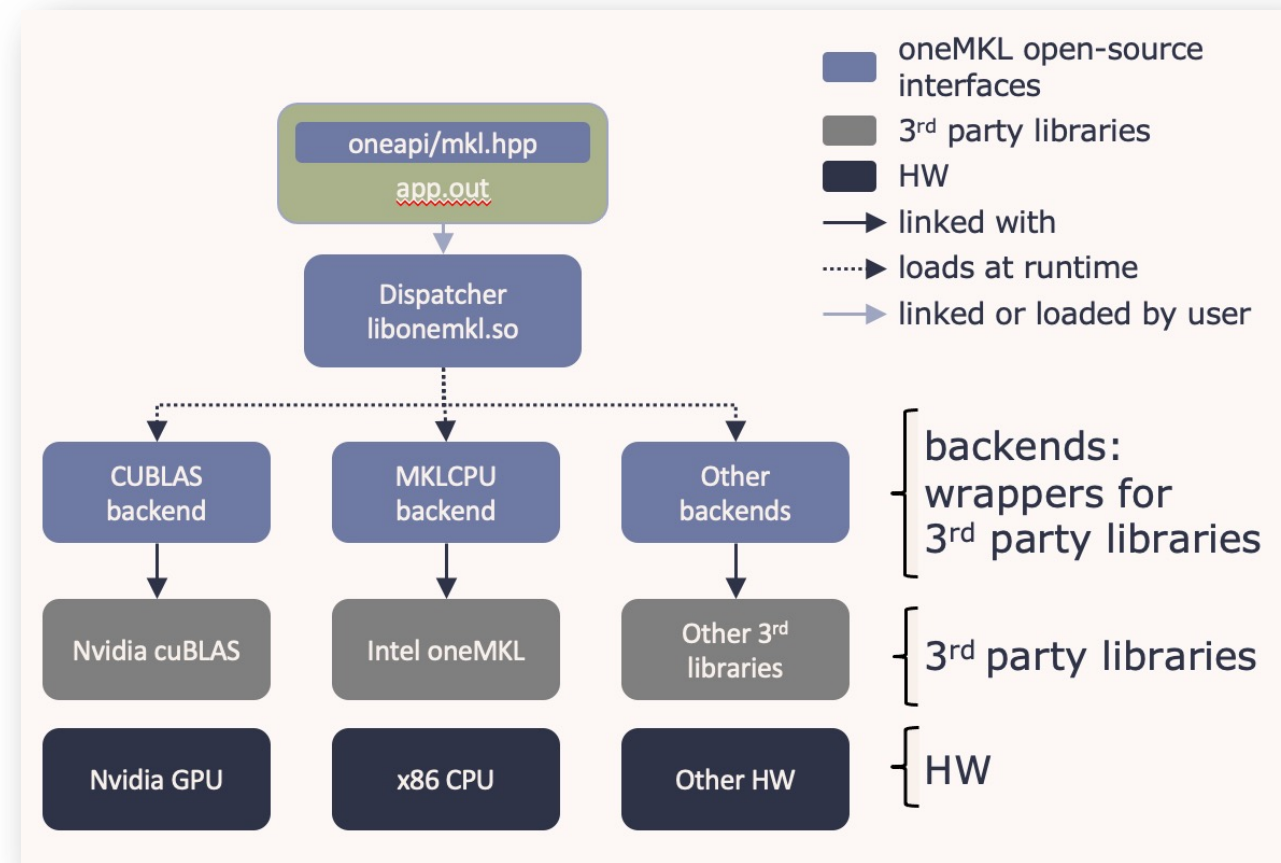 oneMKL open-source
interfaces
3rd party libraries
HW
linked with
loads at runtime
linked or loaded by user
oneapi/mkl.hpp
app.out
Dispatcher
libonemkl.so
CUBLAS
backend
MKLCPU
backend
Other
backends
backends:
wrappers for
3rd party libraries
Nvidia cuBLAS
Intel oneMKL
Other 3rd
libraries
3rd party libraries
Nvidia GPU
x86 CPU
Other HW
HW